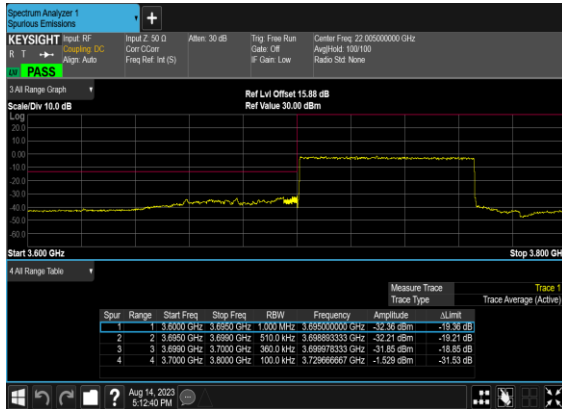 Spectrum Analyzer 1
Spurious Emissions
KEYSIGHT
R T
LXI PASS
Input: RF
Coupling: DC
Align: Auto
Input Z: 50 Ω
Corr CCorr
Freq Ref: Int (S)
Atten: 30 dB
Trig: Free Run
Gate: Off
IF Gain: Low
Center Freq: 22.005000000 GHz
Avg|Hold: 100/100
Radio Std: None
3 All Range Graph
Scale/Div 10.0 dB
Ref Lvl Offset 15.88 dB
Ref Value 30.00 dBm
Log
20.0
10.0
0.00
-10.0
-20.0
-30.0
-40.0
-50.0
-60.0
Start 3.600 GHz
Stop 3.800 GH
4 All Range Table
Measure Trace Trace 1
Trace Type Trace Average (Active)
Spur Range Start Freq Stop Freq RBW Frequency Amplitude ΔLimit
1 1 3.6000 GHz 3.6950 GHz 1.000 MHz 3.695000000 GHz -32.36 dBm -19.36 dB
2 2 3.6950 GHz 3.6990 GHz 510.0 kHz 3.698893333 GHz -32.21 dBm -19.21 dB
3 3 3.6990 GHz 3.7000 GHz 360.0 kHz 3.699978333 GHz -31.85 dBm -18.85 dB
4 4 3.7000 GHz 3.8000 GHz 100.0 kHz 3.729666667 GHz -1.529 dBm -31.53 dB
?
Aug 14, 2023
5:12:40 PM